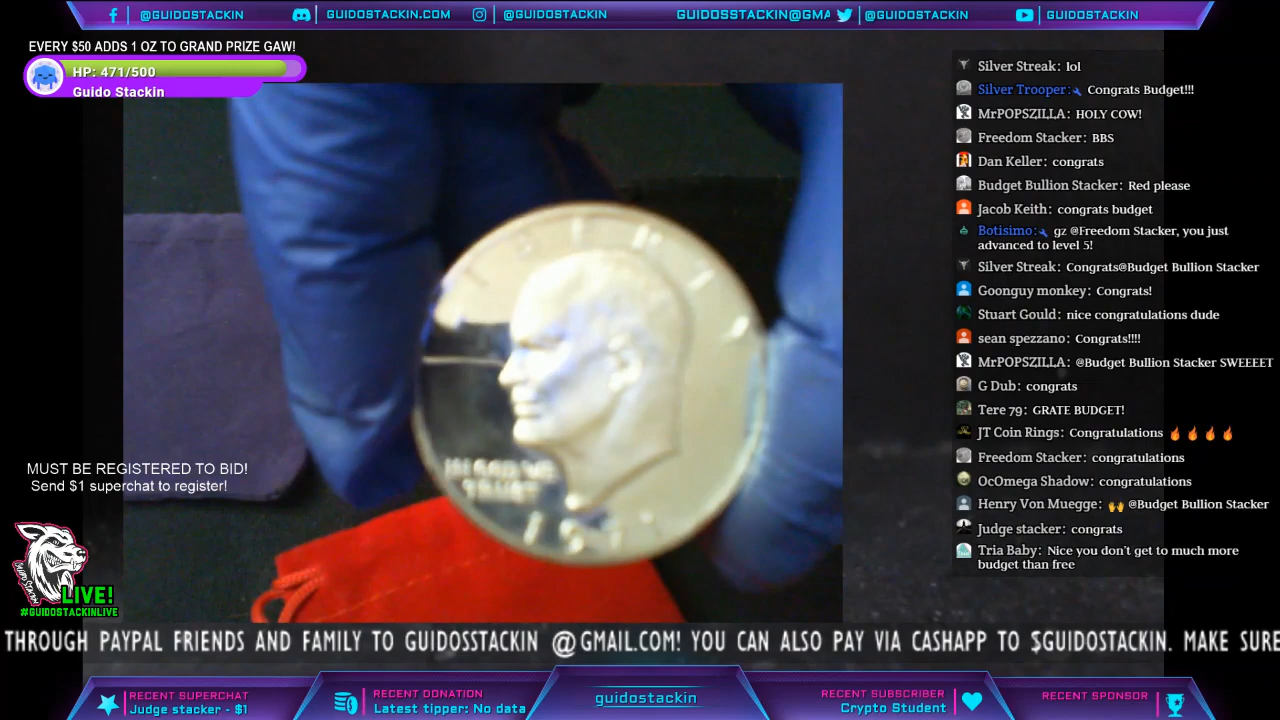 @GUIDOSTACKIN
GUIDOSTACKIN.COM
@GUIDOSTACKIN
GUIDOSSTACKIN@GMA
@GUIDOSTACKIN
GUIDOSTACKIN
EVERY $50 ADDS 1 OZ TO GRAND PRIZE GAW!
HP: 471/500
Guido Stackin
Silver Streak: lol
Silver Trooper: Congrats Budget!!!
MrPOPSZILLA: HOLY COW!
Freedom Stacker: BBS
Dan Keller: congrats
Budget Bullion Stacker: Red please
Jacob Keith: congrats budget
Botisimo: gz @Freedom Stacker, you just
advanced to level 5!
Silver Streak: Congrats@Budget Bullion Stacker
Goonguy monkey: Congrats!
Stuart Gould: nice congratulations dude
sean spezzano: Congrats!!!!
MrPOPSZILLA: @Budget Bullion Stacker SWEEEET
G Dub: congrats
Tere 79: GRATE BUDGET!
JT Coin Rings: Congratulations 🔥🔥🔥🔥
Freedom Stacker: congratulations
OcOmega Shadow: congratulations
Henry Von Muegge: 🙌 @Budget Bullion Stacker
Judge stacker: congrats
Tria Baby: Nice you don't get to much more
budget than free
L I T Y
IN GOD WE
TRUST
MUST BE REGISTERED TO BID!
Send $1 superchat to register!
LIVE!
#GUIDOSTACKINLIVE
THROUGH PAYPAL FRIENDS AND FAMILY TO GUIDOSSTACKIN @GMAIL.COM! YOU CAN ALSO PAY VIA CASHAPP TO $GUIDOSTACKIN. MAKE SURE
RECENT SUPERCHAT
Judge stacker - $1
RECENT DONATION
Latest tipper: No data
guidostackin
RECENT SUBSCRIBER
Crypto Student
RECENT SPONSOR